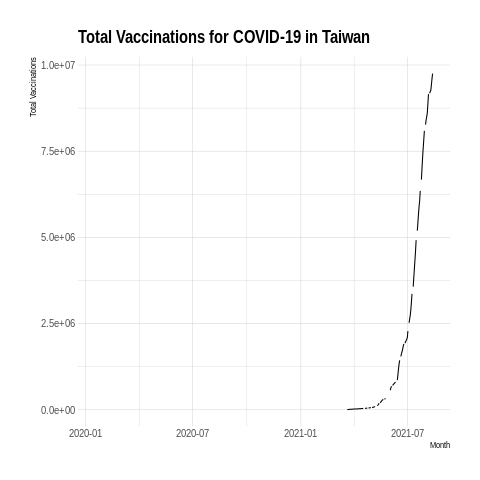 Total Vaccinations for COVID-19 in Taiwan
Total Vaccinations
1.0e+07
7.5e+06
5.0e+06
2.5e+06
0.0e+00
2020-01 2020-07 2021-01 2021-07
Month